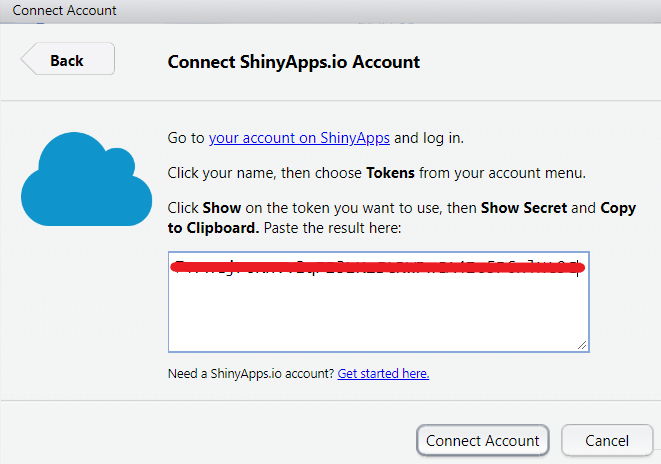 Connect Account
Back
Connect ShinyApps.io Account
Go to your account on ShinyApps and log in.
Click your name, then choose Tokens from your account menu.
Click Show on the token you want to use, then Show Secret and Copy
to Clipboard. Paste the result here:
Need a ShinyApps.io account? Get started here.
Connect Account
Cancel